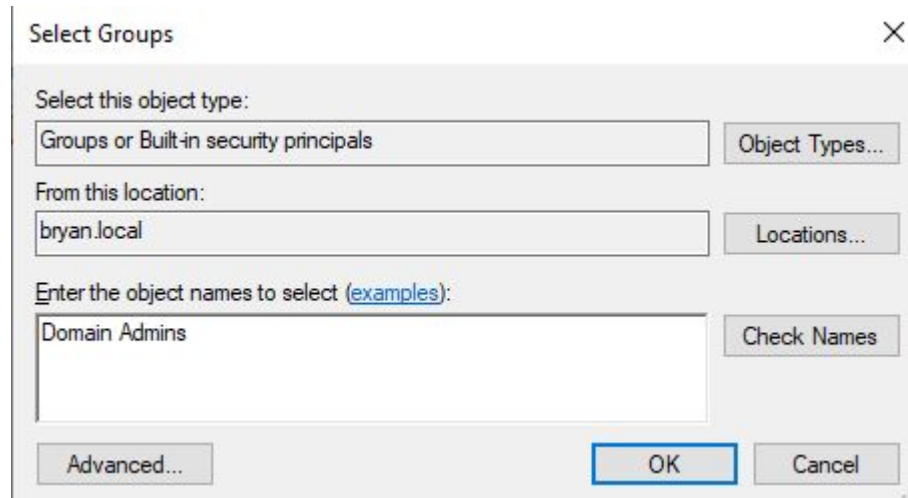 Select Groups
Select this object type:
Groups or Built-in security principals
Object Types...
From this location:
bryan.local
Locations...
Enter the object names to select (examples):
Domain Admins
Check Names
Advanced...
OK
Cancel